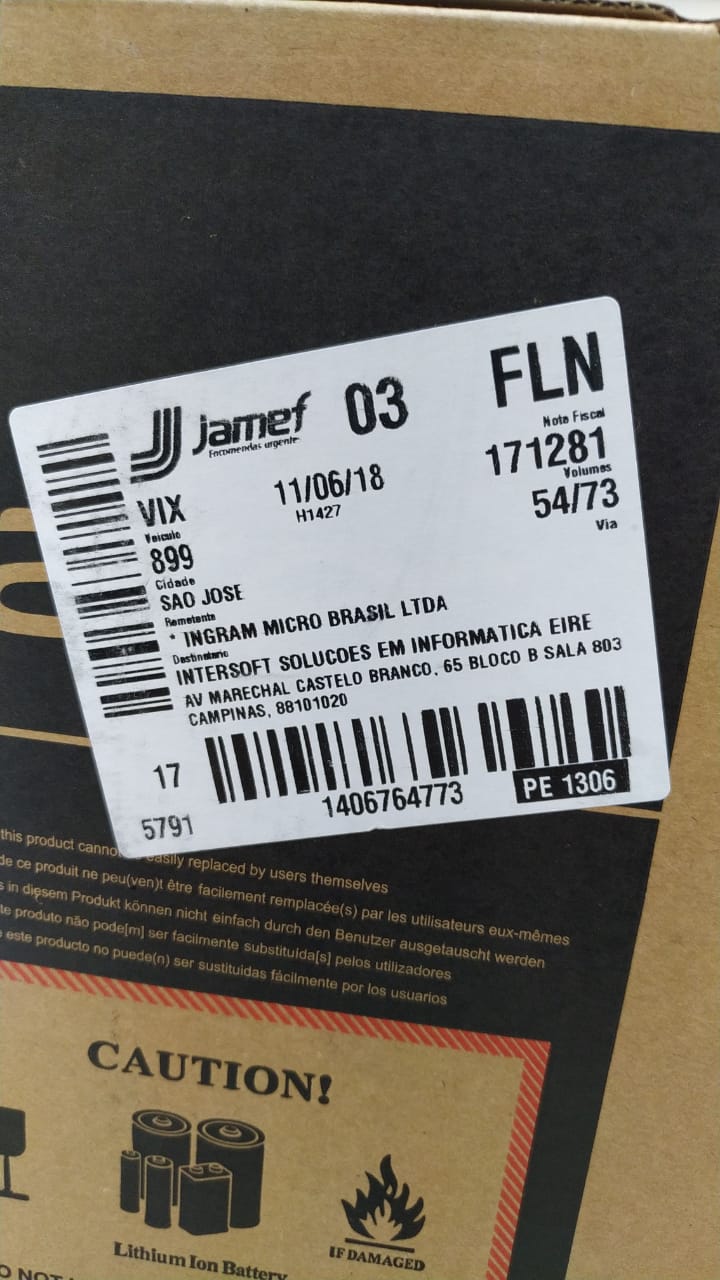 jamef
Encomendas urgente
03
FLN
Nota Fiscal
171281
Volumes
54/73
Via
11/06/18
H1427
VIX
Veiculo
899
Cidade
SAO JOSE
Remetente
* INGRAM MICRO BRASIL LTDA
Destinatario
INTERSOFT SOLUCOES EM INFORMATICA EIRE
AV MARECHAL CASTELO BRANCO, 65 BLOCO B SALA 803
CAMPINAS, 88101020
17
5791
1406764773
PE 1306
this product canno easily replaced by users themselves
de ce produit ne peu(ven)t être facilement remplacée(s) par les utilisateurs eux-mêmes
in diesem Produkt können nicht einfach durch den Benutzer ausgetauscht werden
te produto não pode[m] ser facilmente substituída[s] pelos utilizadores
este producto no puede(n) ser sustituidas fácilmente por los usuarios
CAUTION!
Lithium Ion Battery
IF DAMAGED
O NOT